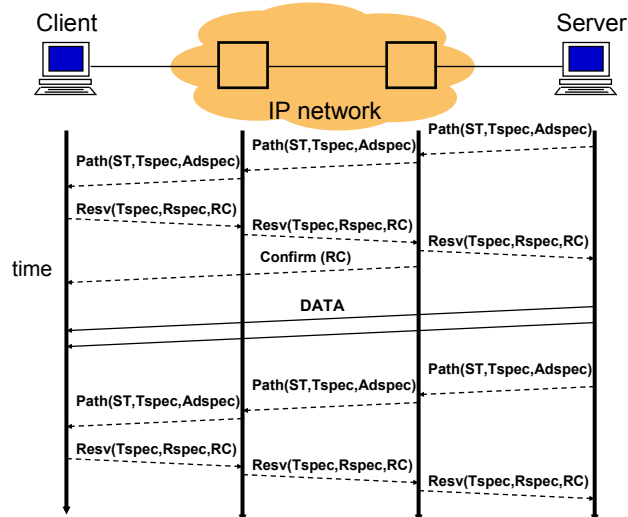 Client
Server
IP network
Path(ST,Tspec,Adspec)
Path(ST,Tspec,Adspec)
Path(ST,Tspec,Adspec)
Resv(Tspec,Rspec,RC)
Resv(Tspec,Rspec,RC)
Resv(Tspec,Rspec,RC)
Confirm (RC)
time
DATA
Path(ST,Tspec,Adspec)
Path(ST,Tspec,Adspec)
Path(ST,Tspec,Adspec)
Resv(Tspec,Rspec,RC)
Resv(Tspec,Rspec,RC)
Resv(Tspec,Rspec,RC)